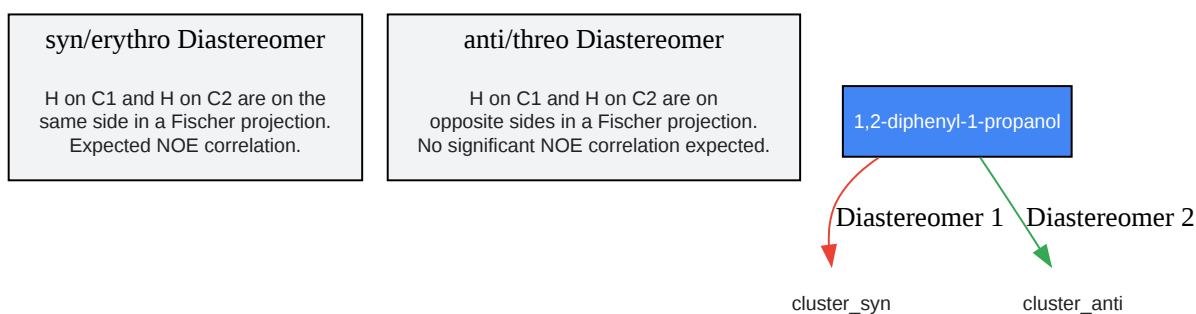 syn/erythro Diastereomer
H on C1 and H on C2 are on the
same side in a Fischer projection.
Expected NOE correlation.
anti/threo Diastereomer
H on C1 and H on C2 are on
opposite sides in a Fischer projection.
No significant NOE correlation expected.
1,2-diphenyl-1-propanol
Diastereomer 1
Diastereomer 2
cluster_syn
cluster_anti